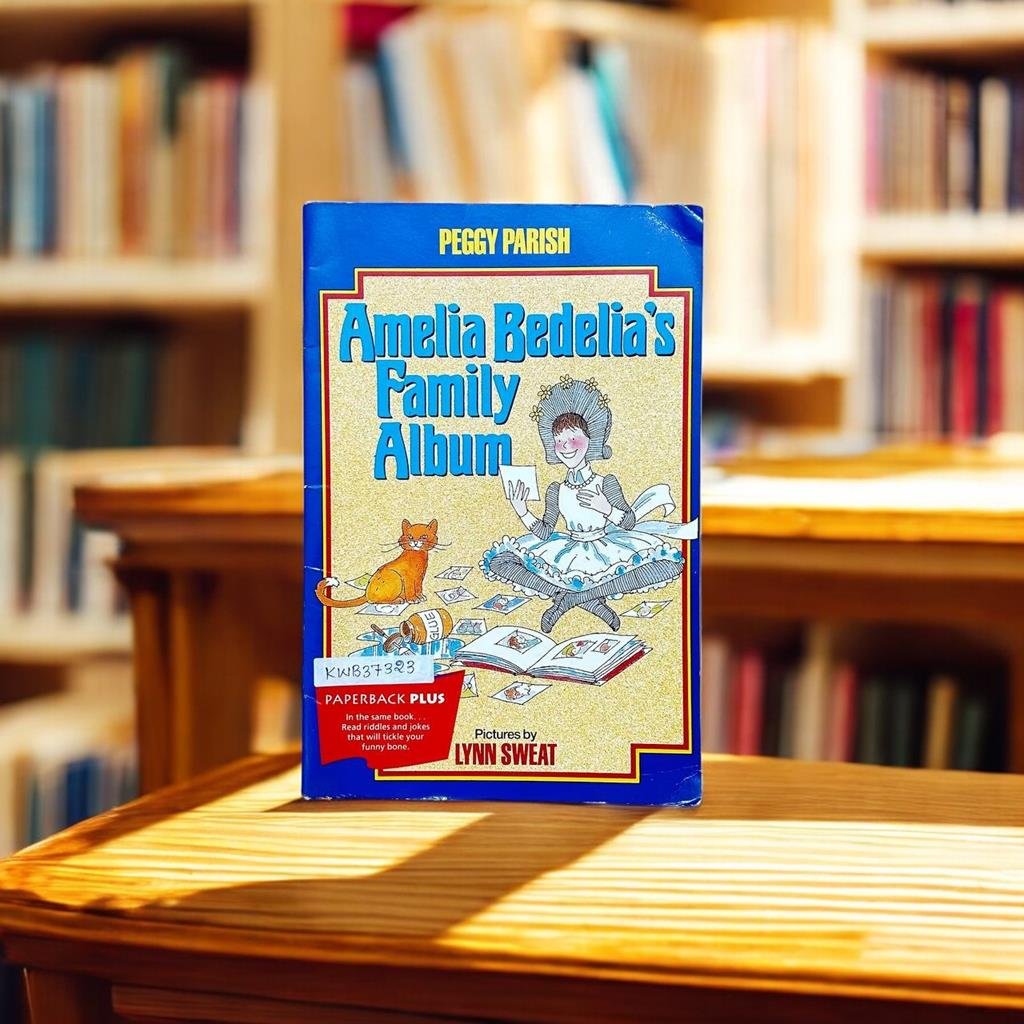 PEGGY PARISH
Amelia Bedelia's
Family
Album
GLUE
KWB37323
PAPERBACK PLUS
In the same book. . .
Read riddles and jokes
that will tickle your
funny bone.
Pictures by
LYNN SWEAT